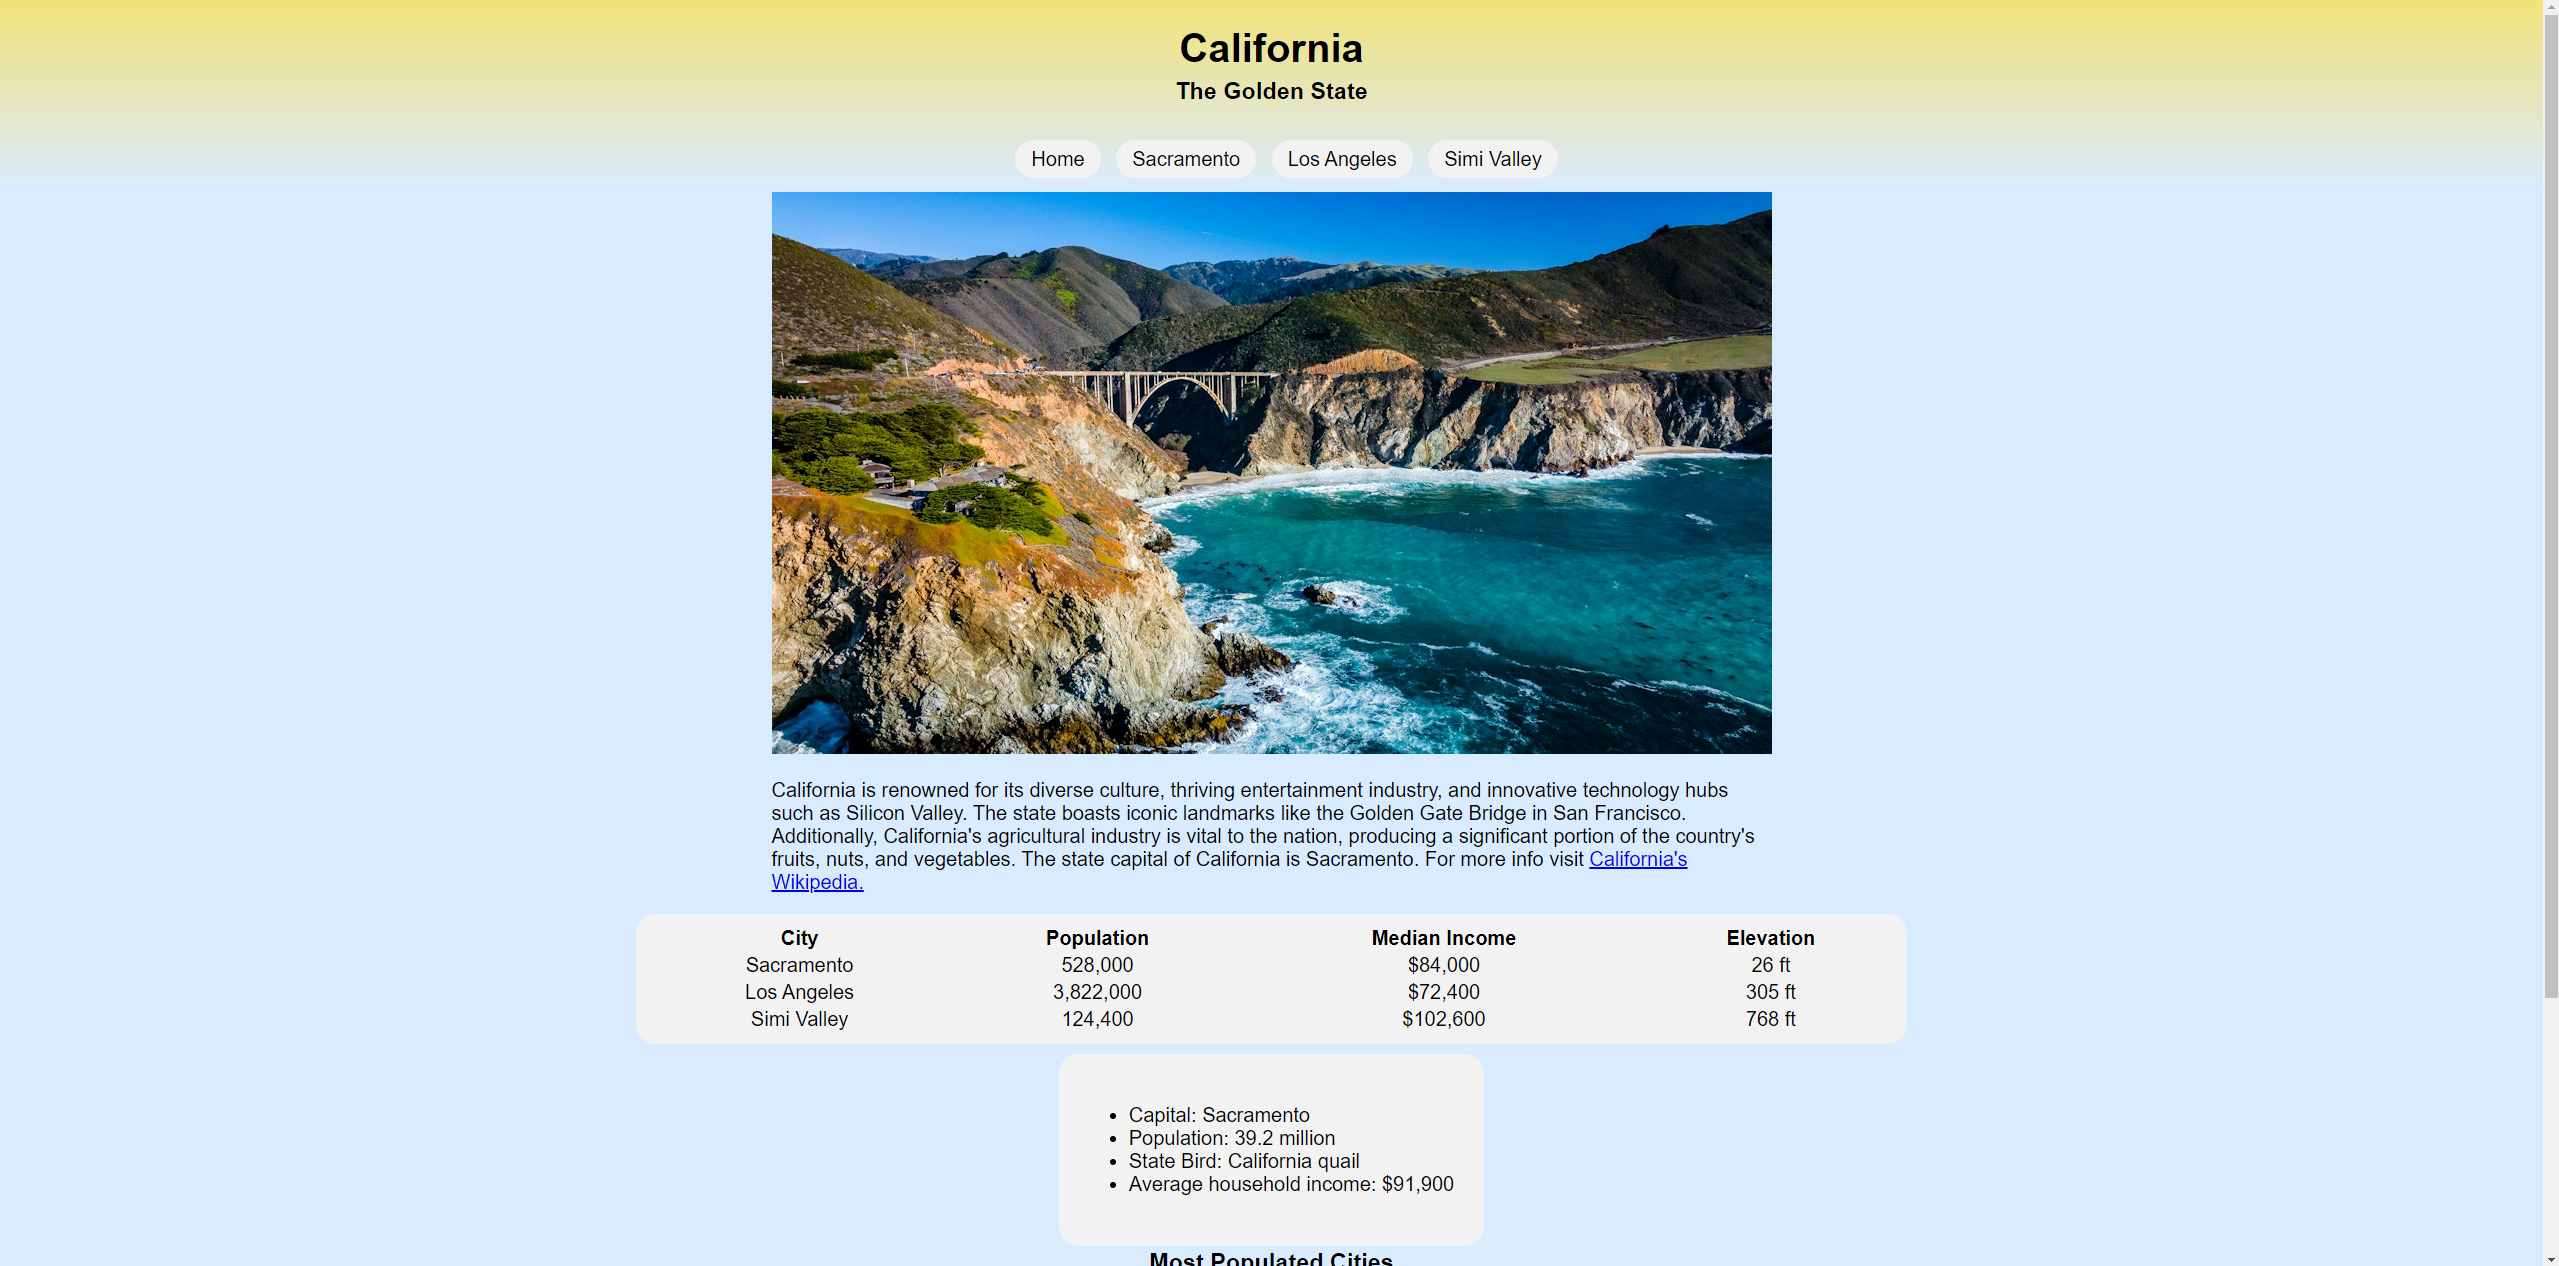 California
The Golden State
Home Sacramento Los Angeles Simi Valley
California is renowned for its diverse culture, thriving entertainment industry, and innovative technology hubs
such as Silicon Valley. The state boasts iconic landmarks like the Golden Gate Bridge in San Francisco.
Additionally, California's agricultural industry is vital to the nation, producing a significant portion of the country's
fruits, nuts, and vegetables. The state capital of California is Sacramento. For more info visit California's
Wikipedia.
City Population Median Income Elevation
Sacramento 528,000 $84,000 26 ft
Los Angeles 3,822,000 $72,400 305 ft
Simi Valley 124,400 $102,600 768 ft
• Capital: Sacramento
• Population: 39.2 million
• State Bird: California quail
• Average household income: $91,900
Most Populated Cities